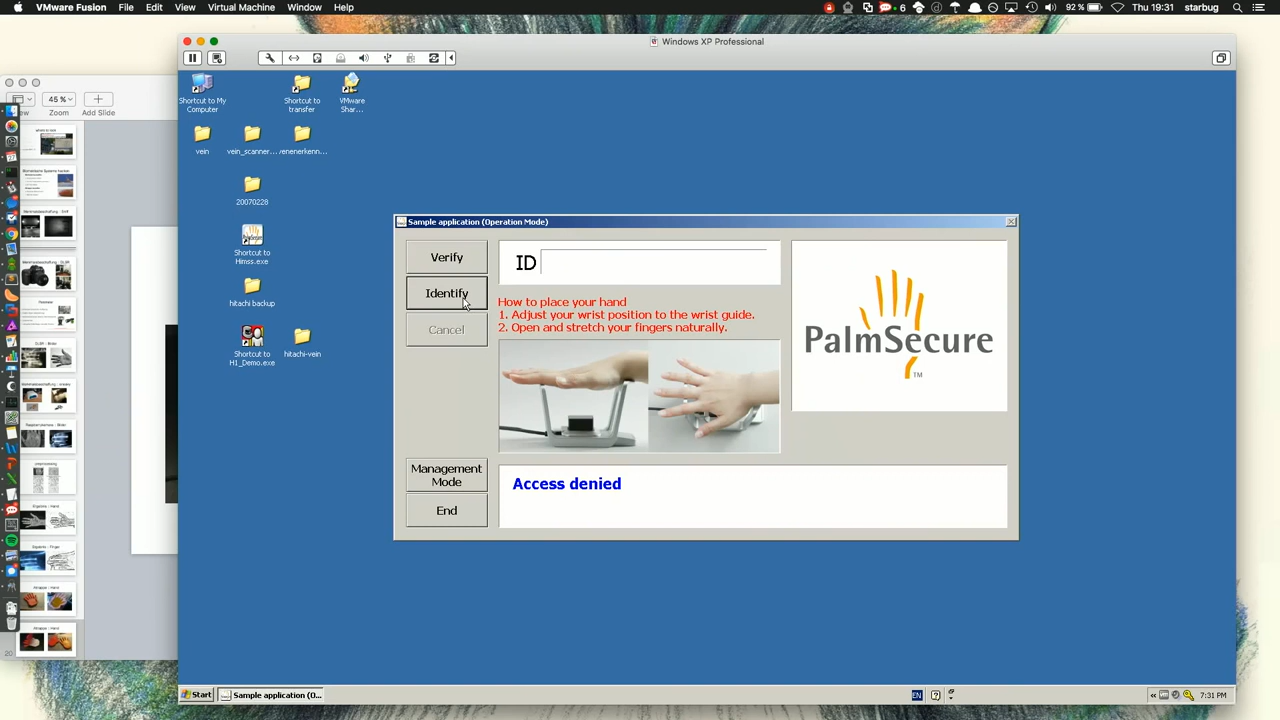 VMware Fusion File Edit View Virtual Machine Window Help
6
92 %
Thu 19:31 starbug
Windows XP Professional
45 %
Zoom
Add Slide
20
Shortcut to My Computer
Shortcut to transfer
VMware Shar...
vein
vein_scanner...
venenerkenn...
20070228
Shortcut to Himss.exe
hitachi backup
Shortcut to H1_Demo.exe
hitachi-vein
Sample application (Operation Mode)
Verify
Identify
Cancel
Management Mode
End
ID
How to place your hand
1. Adjust your wrist position to the wrist guide.
2. Open and stretch your fingers naturally.
PalmSecure
TM
Access denied
Start
Sample application (O...
EN
7:31 PM